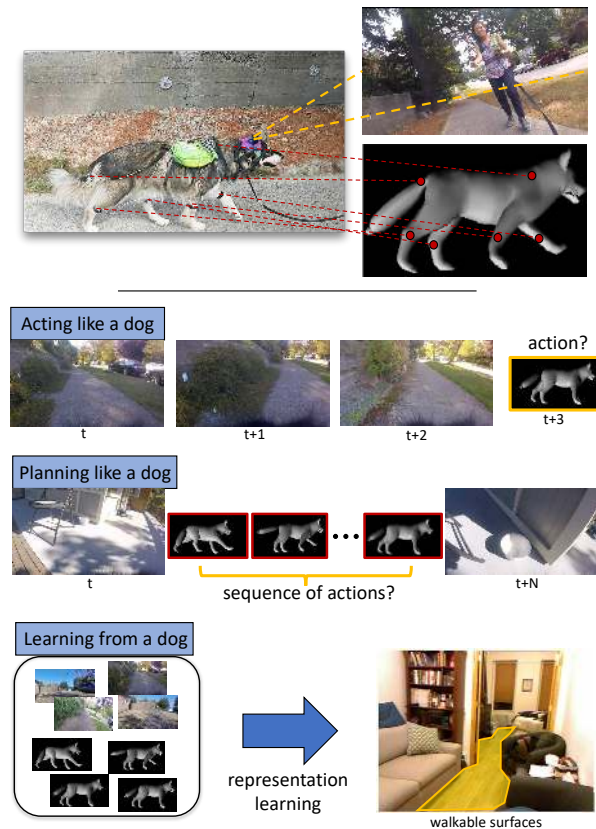 Acting like a dog
action?
t
t+1
t+2
t+3
Planning like a dog
t
t+N
sequence of actions?
Learning from a dog
representation
learning
walkable surfaces